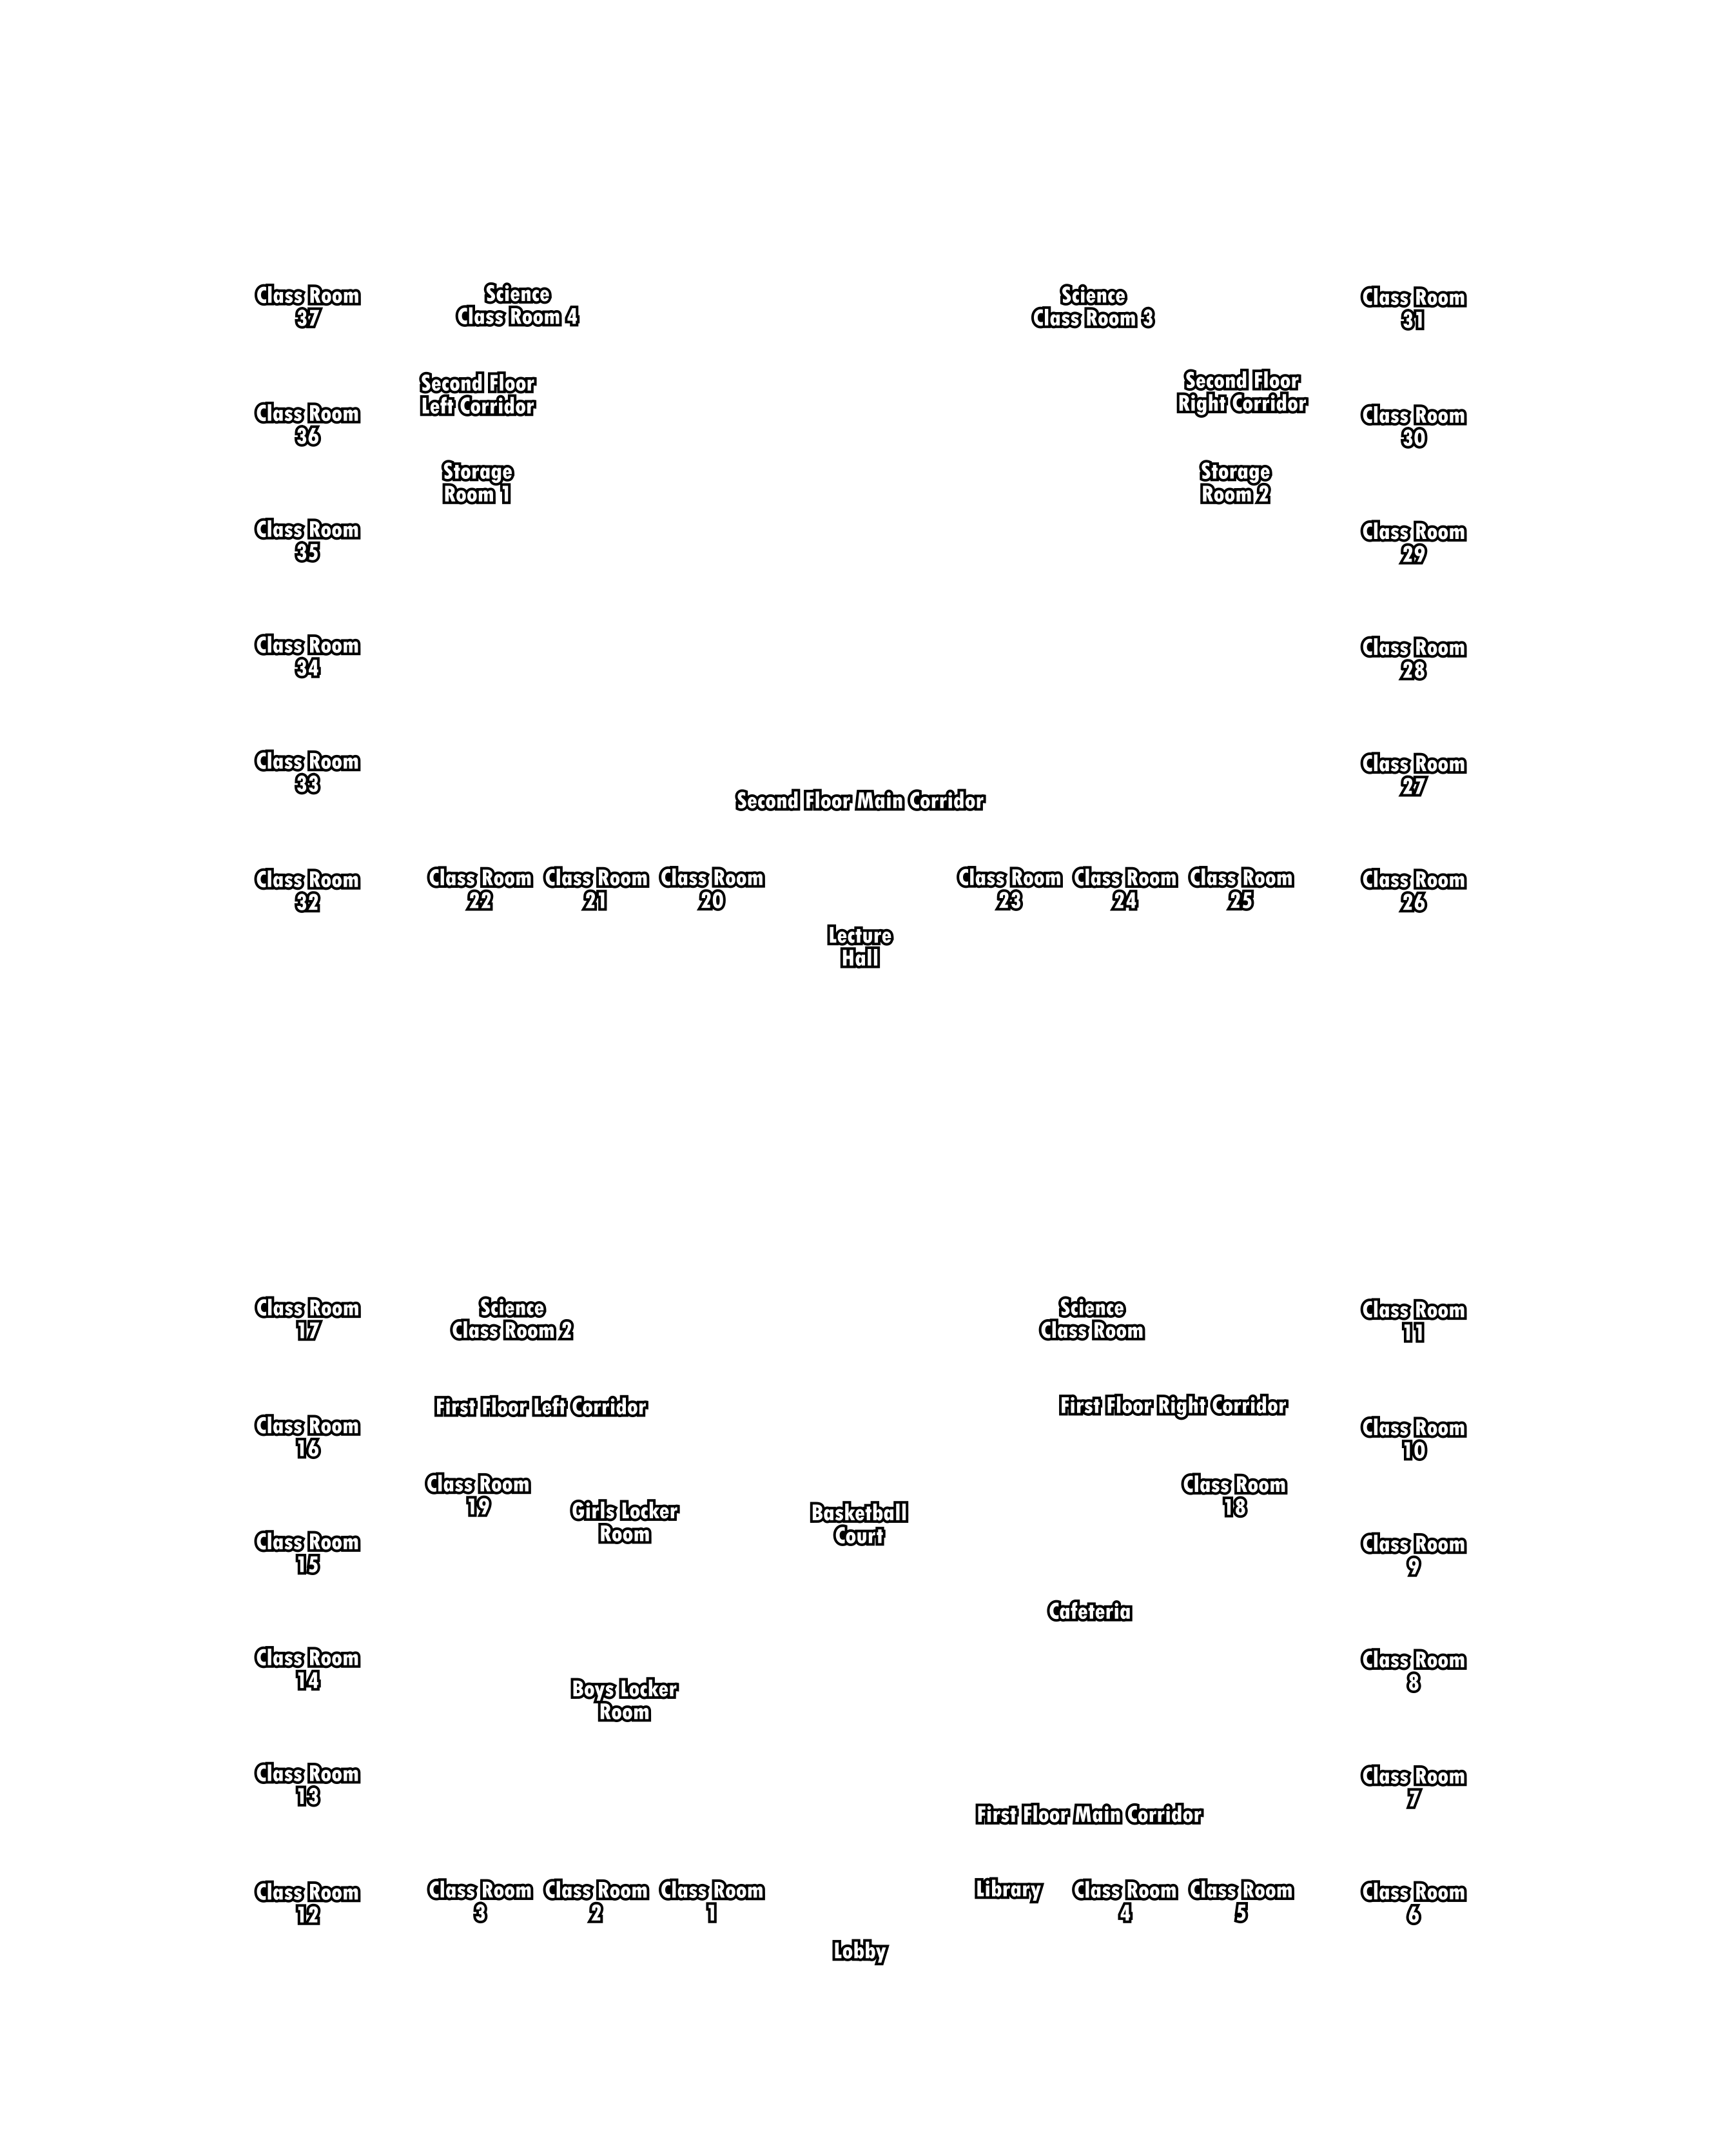 Class Room
37
Science
Class Room 4
Science
Class Room 3
Class Room
31
Second Floor
Left Corridor
Second Floor
Right Corridor
Class Room
36
Class Room
30
Storage
Room 1
Storage
Room 2
Class Room
35
Class Room
29
Class Room
34
Class Room
28
Class Room
33
Class Room
27
Second Floor Main Corridor
Class Room
32
Class Room
22
Class Room
21
Class Room
20
Class Room
23
Class Room
24
Class Room
25
Class Room
26
Lecture
Hall
Class Room
17
Science
Class Room 2
Science
Class Room
Class Room
11
First Floor Left Corridor
First Floor Right Corridor
Class Room
16
Class Room
10
Class Room
19
Girls Locker
Room
Basketball
Court
Class Room
18
Class Room
15
Class Room
9
Cafeteria
Class Room
14
Class Room
8
Boys Locker
Room
Class Room
13
Class Room
7
First Floor Main Corridor
Class Room
12
Class Room
3
Class Room
2
Class Room
1
Library
Class Room
4
Class Room
5
Class Room
6
Lobby